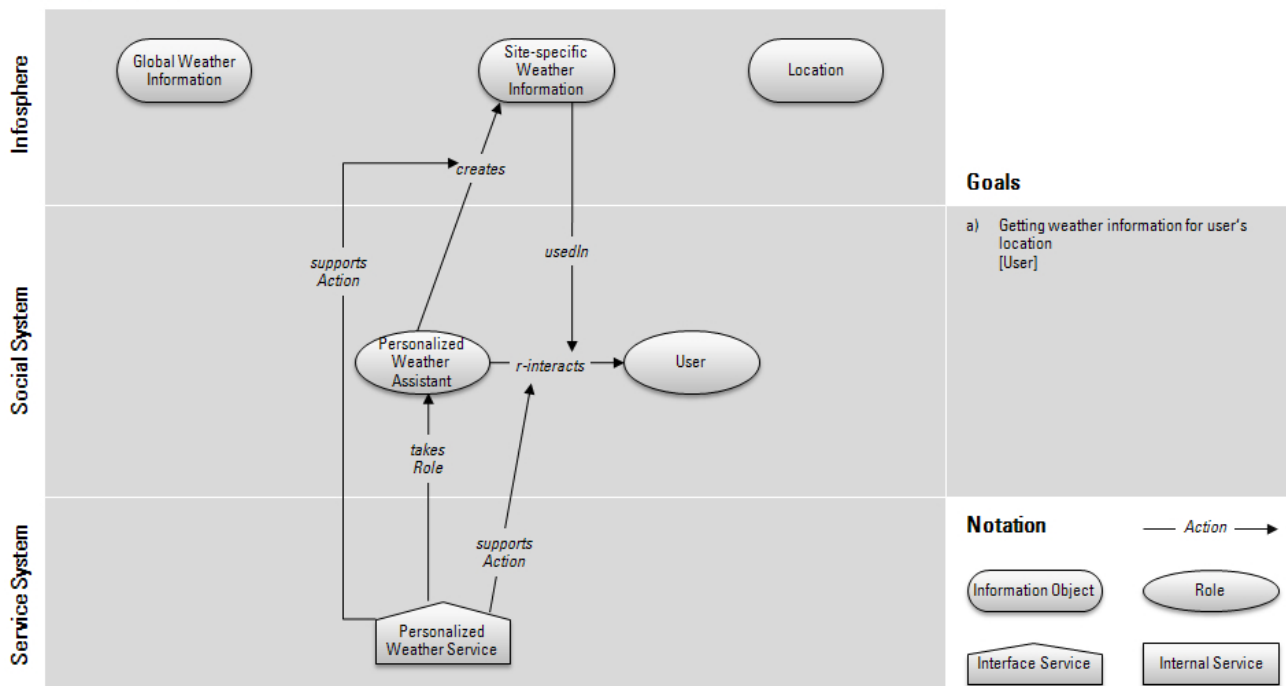 Infosphere
Global Weather
Information
Site-specific
Weather
Information
Location
creates
Goals
Social System
a) Getting weather information for user's
location
[User]
supports
Action
usedIn
Personalized
Weather
Assistant
r-interacts
User
takes
Role
Service System
supports
Action
Personalized
Weather Service
Notation
Action
Information Object
Role
Interface Service
Internal Service